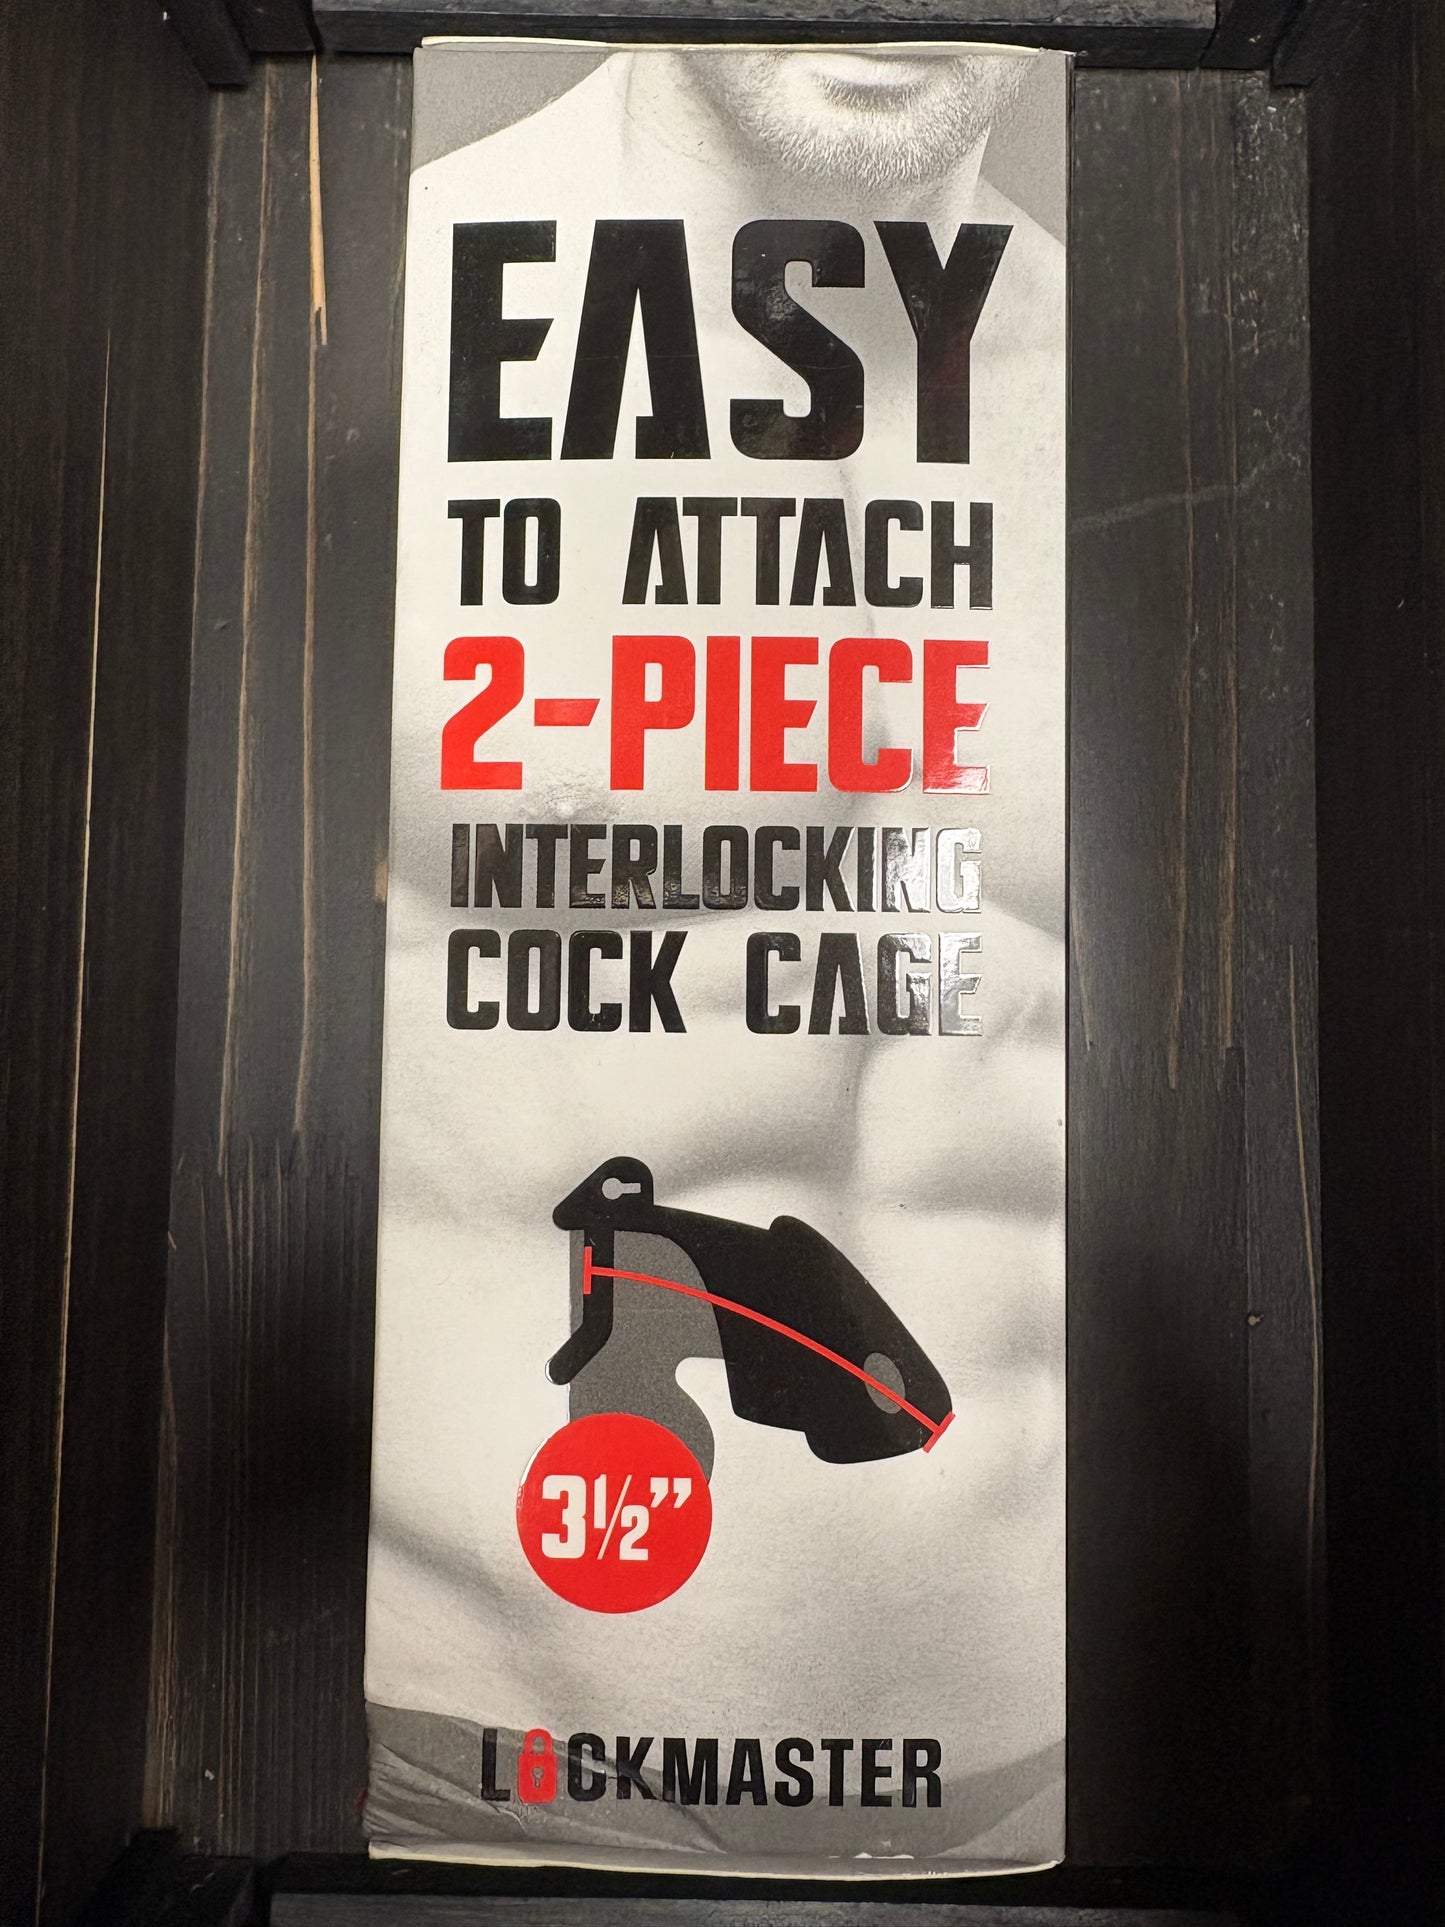 EASY
TO ATTACH
2-PIECE
INTERLOCKING
COCK CAGE
3½”
LOCKMASTER